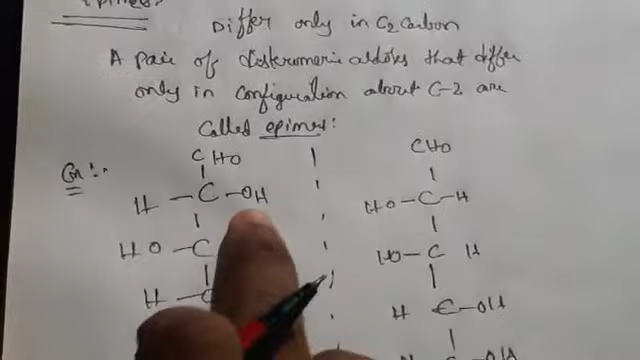 Epimers:
Differ only in C2 Carbon
A pair of diastereomeric aldoses that differ
only in configuration about C-2 are
called epimers:
Ex:-
CHO
H - C - OH
HO - C
H - C
CHO
HO - C - H
HO - C H
H C - OH